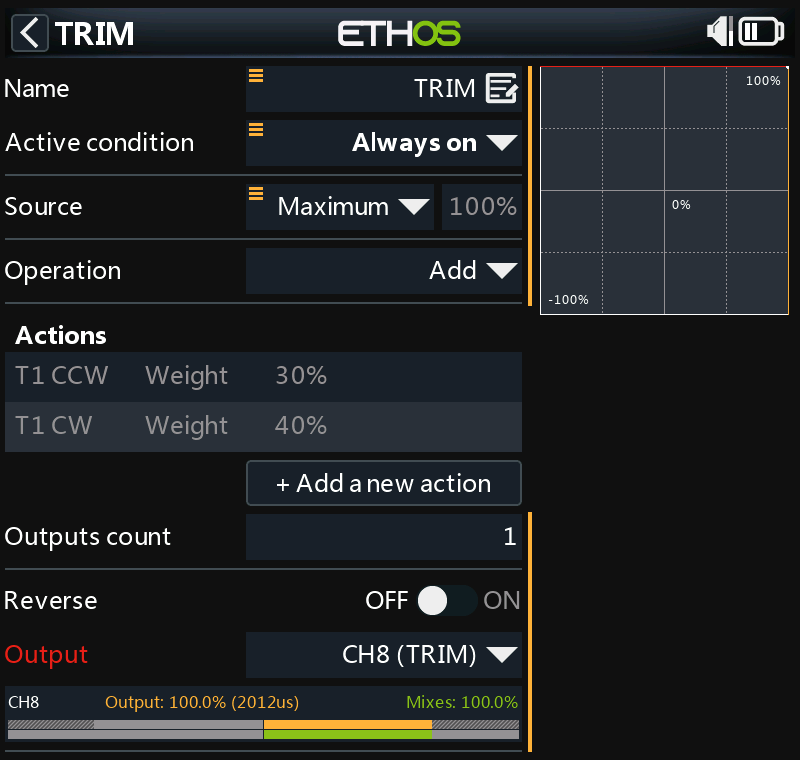 TRIM ETHOS
Name TRIM
Active condition Always on
Source Maximum 100%
Operation Add
Actions
T1 CCW Weight 30%
T1 CW Weight 40%
+ Add a new action
Outputs count 1
Reverse OFF ON
Output CH8 (TRIM)
CH8 Output: 100.0% (2012us) Mixes: 100.0%
100%
0%
-100%